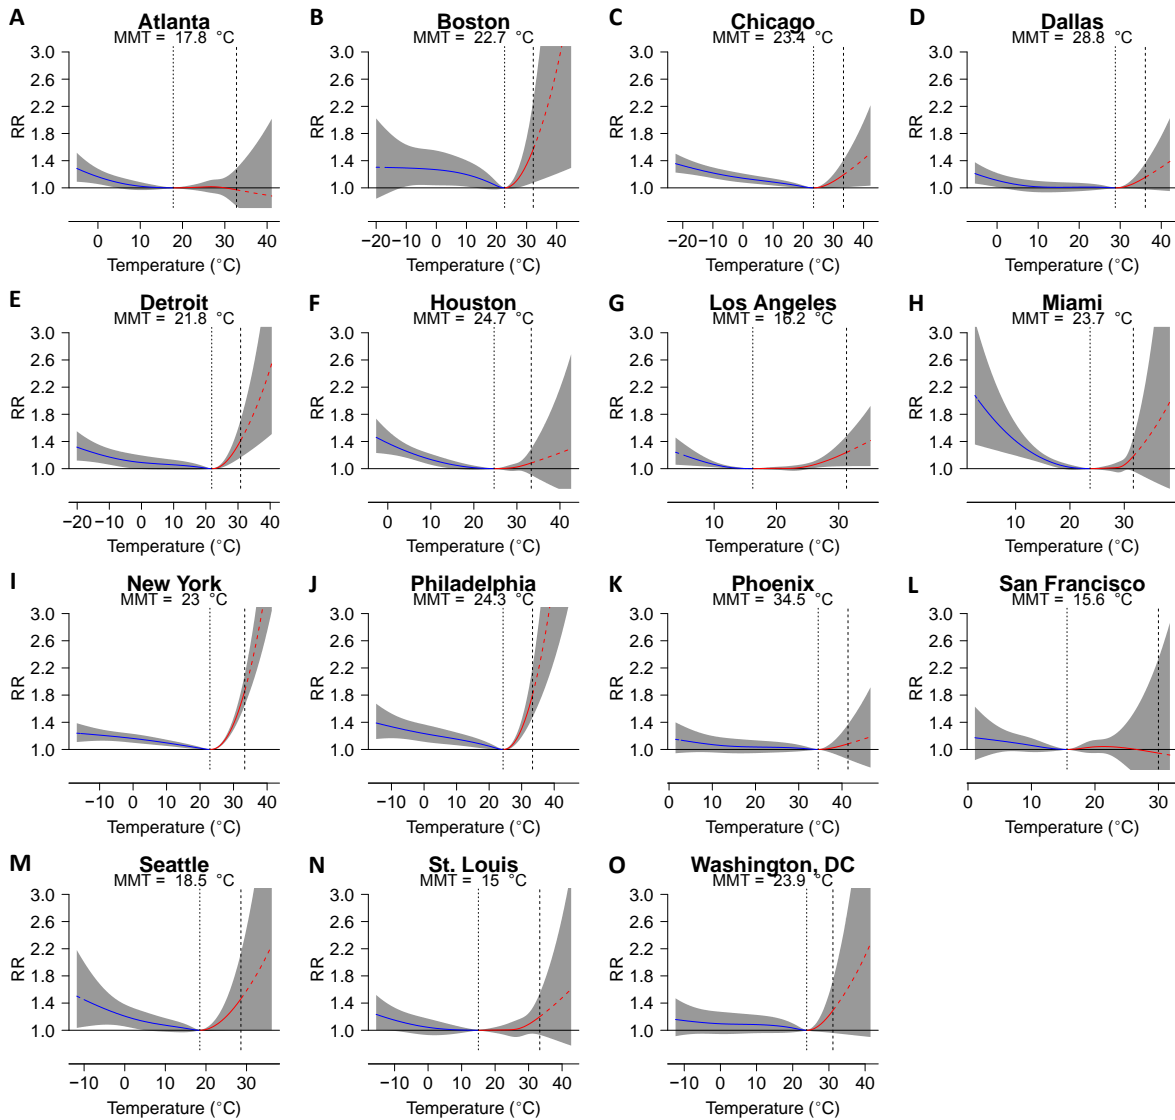 A
Atlanta
MMT = 17.8 °C
3.0
2.6
2.2
1.8
1.4
1.0
RR
0 10 20 30 40
Temperature (°C)
B
Boston
MMT = 22.7 °C
3.0
2.6
2.2
1.8
1.4
1.0
RR
−20 −10 0 10 20 30 40
Temperature (°C)
C
Chicago
MMT = 23.4 °C
3.0
2.6
2.2
1.8
1.4
1.0
RR
−20 −10 0 10 20 30 40
Temperature (°C)
D
Dallas
MMT = 28.8 °C
3.0
2.6
2.2
1.8
1.4
1.0
RR
0 10 20 30 40
Temperature (°C)
E
Detroit
MMT = 21.8 °C
3.0
2.6
2.2
1.8
1.4
1.0
RR
−20 −10 0 10 20 30 40
Temperature (°C)
F
Houston
MMT = 24.7 °C
3.0
2.6
2.2
1.8
1.4
1.0
RR
0 10 20 30 40
Temperature (°C)
G
Los Angeles
MMT = 16.2 °C
3.0
2.6
2.2
1.8
1.4
1.0
RR
10 20 30
Temperature (°C)
H
Miami
MMT = 23.7 °C
3.0
2.6
2.2
1.8
1.4
1.0
RR
10 20 30
Temperature (°C)
I
New York
MMT = 23 °C
3.0
2.6
2.2
1.8
1.4
1.0
RR
−10 0 10 20 30 40
Temperature (°C)
J
Philadelphia
MMT = 24.3 °C
3.0
2.6
2.2
1.8
1.4
1.0
RR
−10 0 10 20 30 40
Temperature (°C)
K
Phoenix
MMT = 34.5 °C
3.0
2.6
2.2
1.8
1.4
1.0
RR
0 10 20 30 40
Temperature (°C)
L
San Francisco
MMT = 15.6 °C
3.0
2.6
2.2
1.8
1.4
1.0
RR
0 10 20 30
Temperature (°C)
M
Seattle
MMT = 18.5 °C
3.0
2.6
2.2
1.8
1.4
1.0
RR
−10 0 10 20 30
Temperature (°C)
N
St. Louis
MMT = 15 °C
3.0
2.6
2.2
1.8
1.4
1.0
RR
−10 0 10 20 30 40
Temperature (°C)
O
Washington, DC
MMT = 23.9 °C
3.0
2.6
2.2
1.8
1.4
1.0
RR
−10 0 10 20 30 40
Temperature (°C)